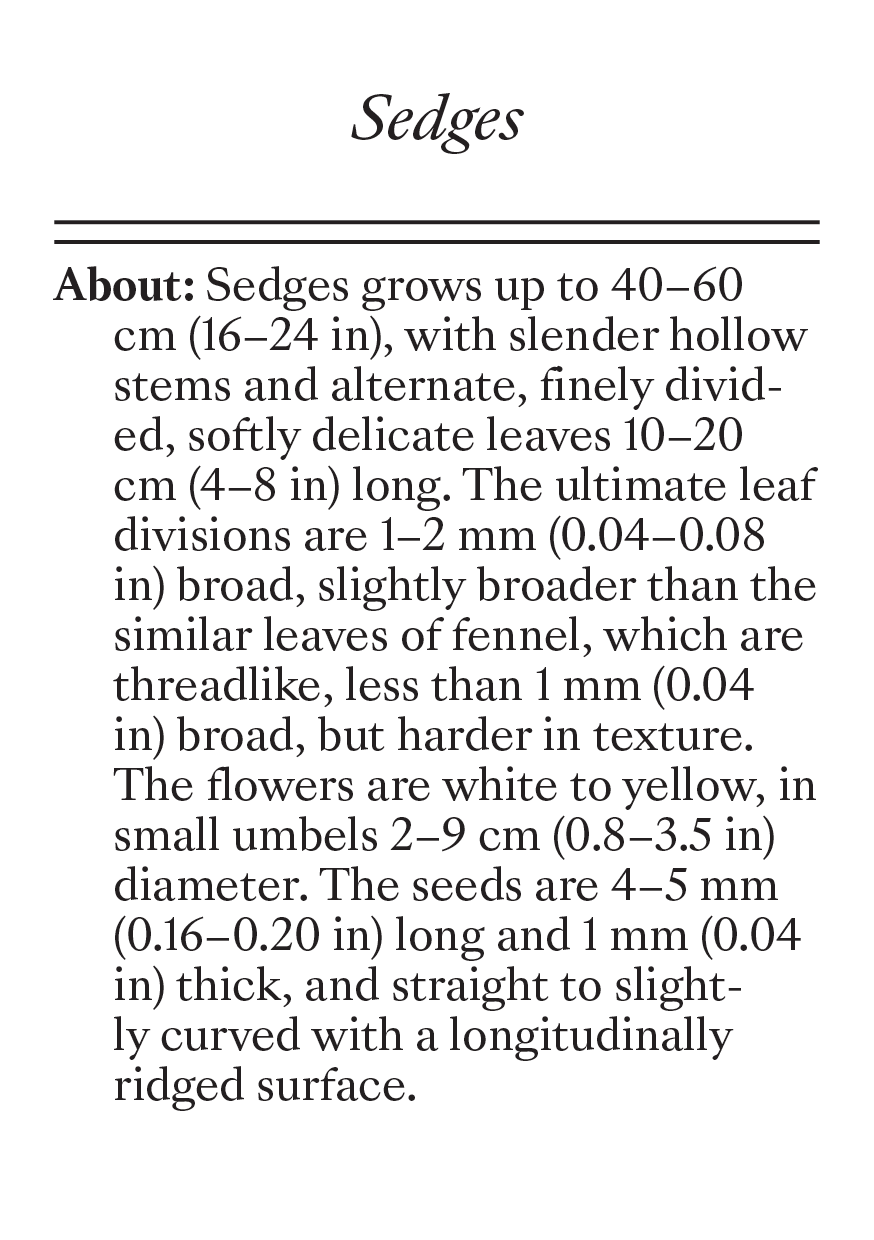 Sedges
About: Sedges grows up to 40–60
cm (16–24 in), with slender hollow
stems and alternate, finely divid-
ed, softly delicate leaves 10–20
cm (4–8 in) long. The ultimate leaf
divisions are 1–2 mm (0.04–0.08
in) broad, slightly broader than the
similar leaves of fennel, which are
threadlike, less than 1 mm (0.04
in) broad, but harder in texture.
The flowers are white to yellow, in
small umbels 2–9 cm (0.8–3.5 in)
diameter. The seeds are 4–5 mm
(0.16–0.20 in) long and 1 mm (0.04
in) thick, and straight to slight-
ly curved with a longitudinally
ridged surface.